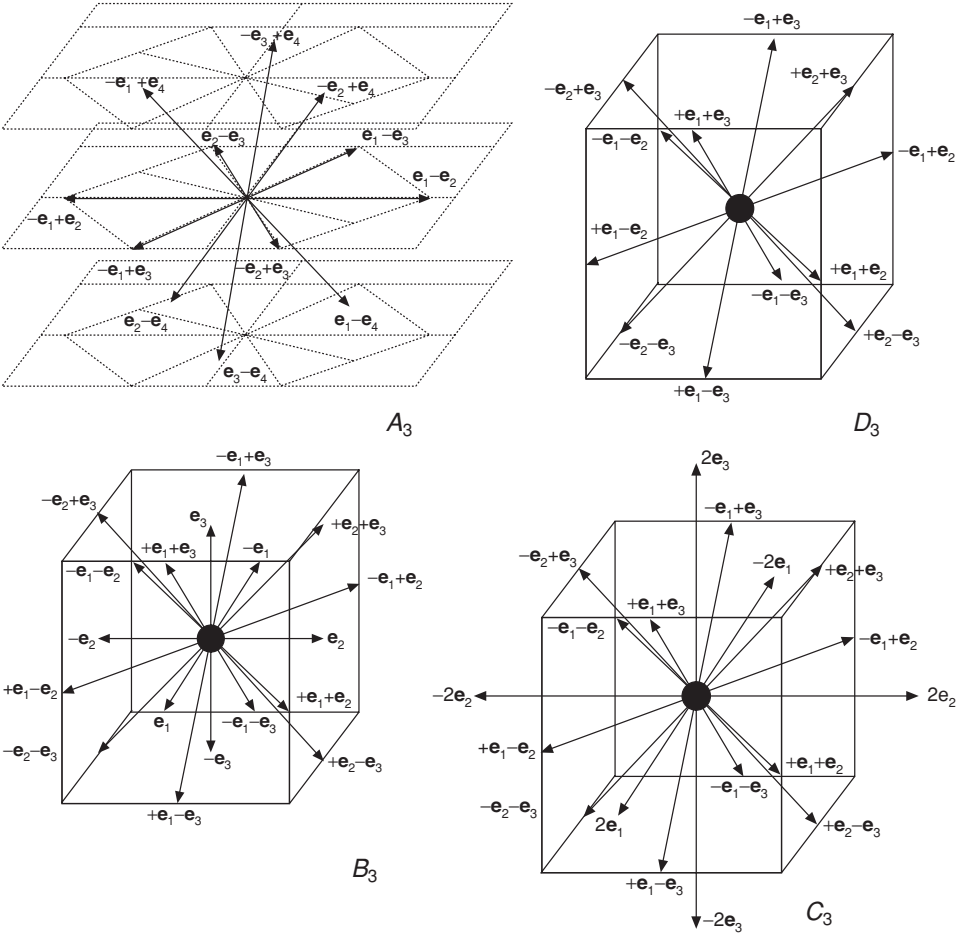 −e₃+e₄
−e₁+e₄
−e₂+e₄
e₂−e₃
e₁−e₃
e₁−e₂
−e₁+e₂
−e₁+e₃
−e₂+e₃
e₂−e₄
e₁−e₄
e₃−e₄
A₃
−e₁+e₃
−e₂+e₃
+e₂+e₃
+e₁+e₃
−e₁−e₂
−e₁+e₂
+e₁−e₂
+e₁+e₂
−e₁−e₃
−e₂−e₃
+e₂−e₃
+e₁−e₃
D₃
−e₁+e₃
−e₂+e₃
e₃
+e₂+e₃
+e₁+e₃
−e₁
−e₁−e₂
−e₁+e₂
−e₂
e₂
+e₁−e₂
+e₁+e₂
e₁
−e₁−e₃
−e₂−e₃
−e₃
+e₂−e₃
+e₁−e₃
B₃
2e₃
−e₁+e₃
−e₂+e₃
−2e₁
+e₂+e₃
+e₁+e₃
−e₁−e₂
−e₁+e₂
−2e₂
2e₂
+e₁−e₂
+e₁+e₂
−e₁−e₃
−e₂−e₃
2e₁
+e₂−e₃
+e₁−e₃
−2e₃
C₃